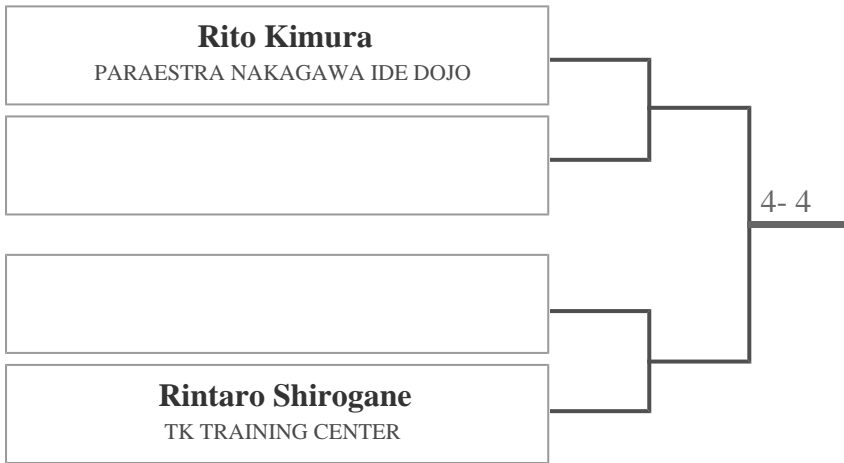 Rito Kimura
PARAESTRA NAKAGAWA IDE DOJO
4- 4
Rintaro Shirogane
TK TRAINING CENTER